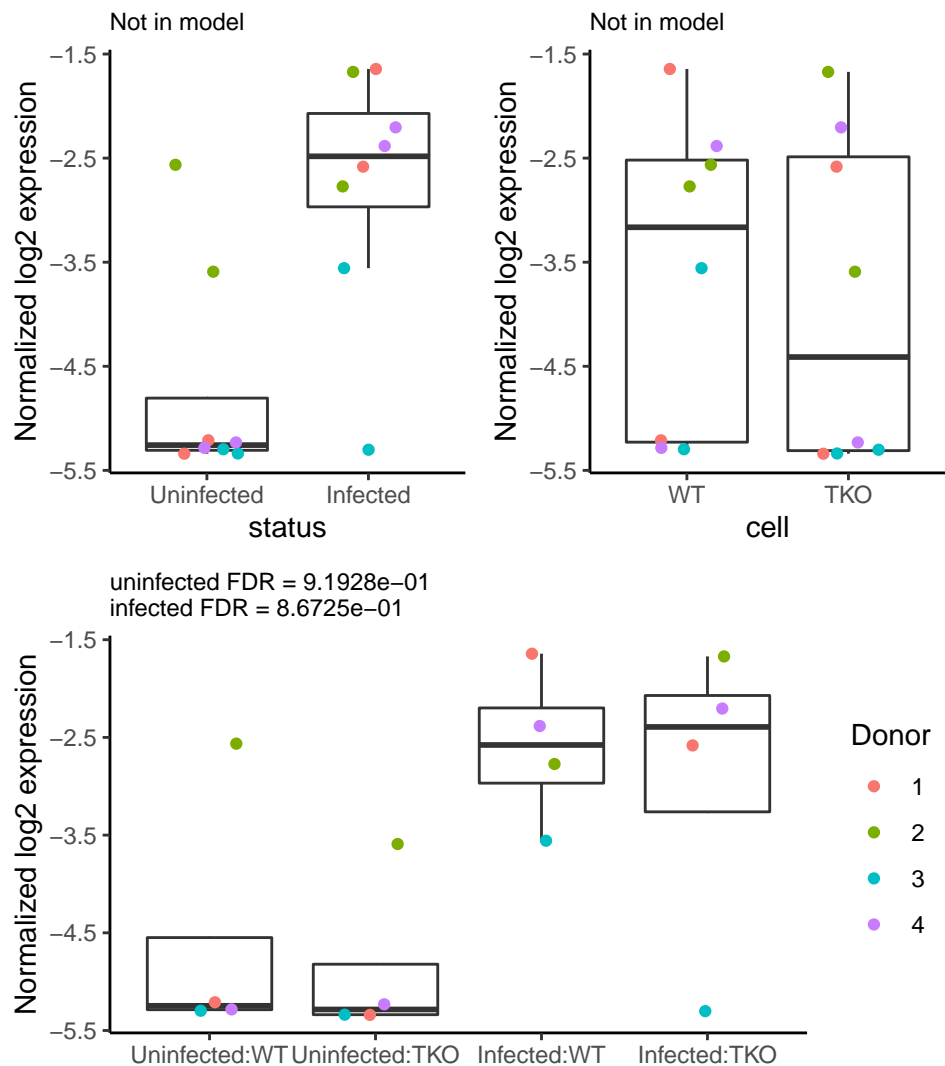 Not in model
Normalized log2 expression
−1.5
−2.5
−3.5
−4.5
−5.5
Uninfected Infected
status
Not in model
Normalized log2 expression
−1.5
−2.5
−3.5
−4.5
−5.5
WT TKO
cell
uninfected FDR = 9.1928e−01
infected FDR = 8.6725e−01
Normalized log2 expression
−1.5
−2.5
−3.5
−4.5
−5.5
Uninfected:WT Uninfected:TKO Infected:WT Infected:TKO
Donor
1
2
3
4